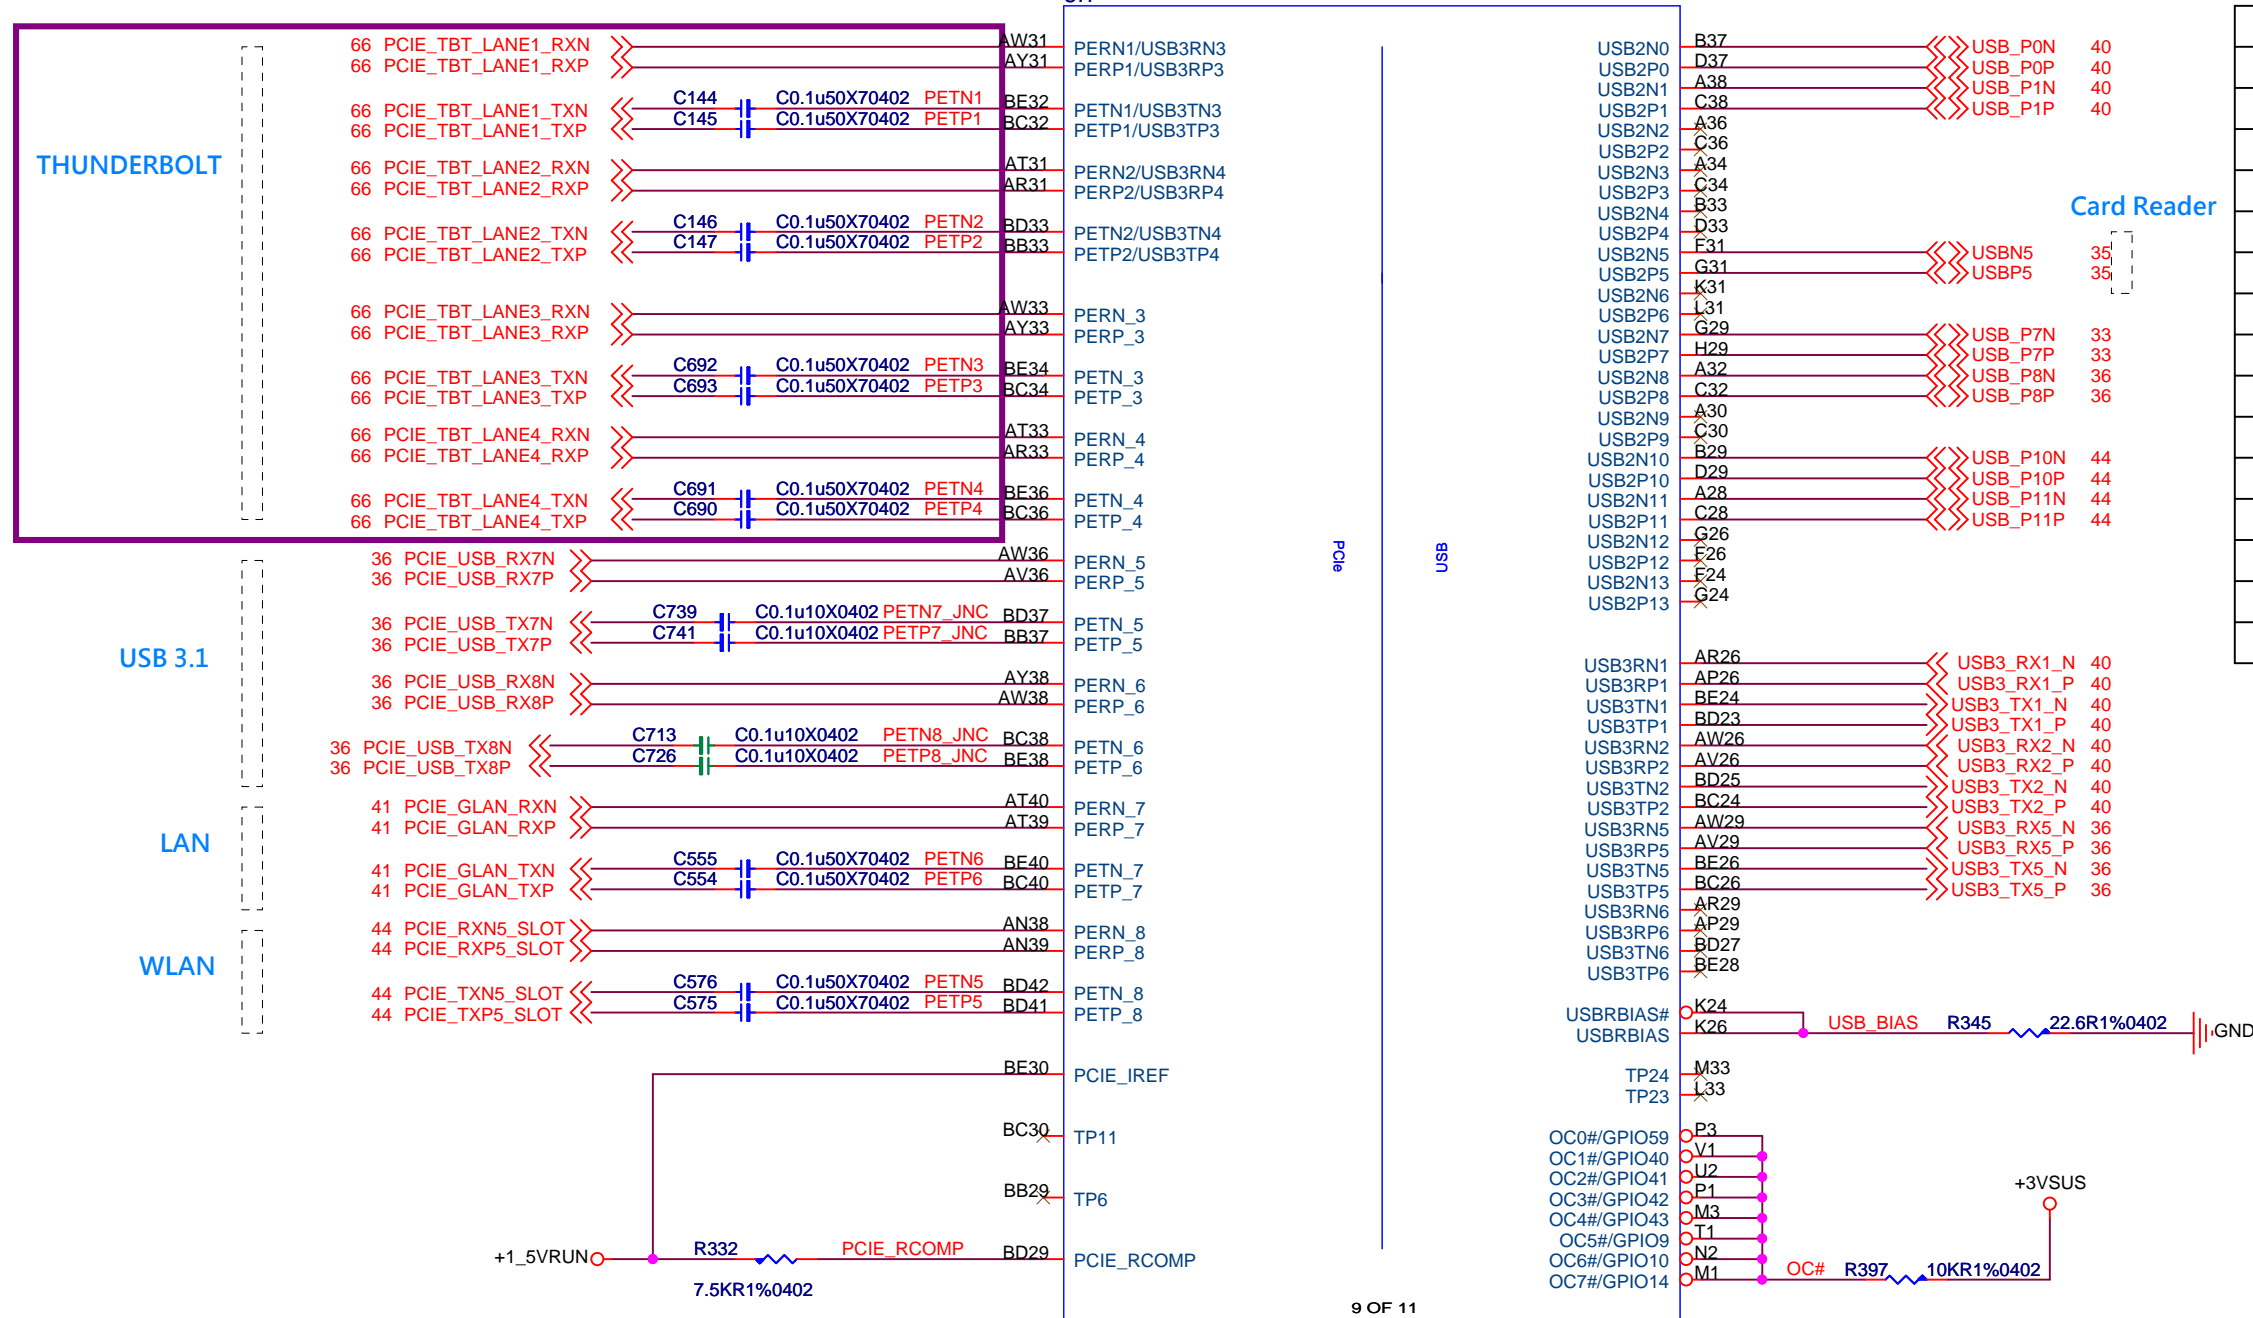 THUNDERBOLT
66 PCIE_TBT_LANE1_RXN AW31 PERN1/USB3RN3
66 PCIE_TBT_LANE1_RXP AY31 PERP1/USB3RP3
66 PCIE_TBT_LANE1_TXN C144 C0.1u50X70402 PETN1 BE32 PETN1/USB3TN3
66 PCIE_TBT_LANE1_TXP C145 C0.1u50X70402 PETP1 BC32 PETP1/USB3TP3
66 PCIE_TBT_LANE2_RXN AT31 PERN2/USB3RN4
66 PCIE_TBT_LANE2_RXP AR31 PERP2/USB3RP4
66 PCIE_TBT_LANE2_TXN C146 C0.1u50X70402 PETN2 BD33 PETN2/USB3TN4
66 PCIE_TBT_LANE2_TXP C147 C0.1u50X70402 PETP2 BB33 PETP2/USB3TP4
66 PCIE_TBT_LANE3_RXN AW33 PERN_3
66 PCIE_TBT_LANE3_RXP AY33 PERP_3
66 PCIE_TBT_LANE3_TXN C692 C0.1u50X70402 PETN3 BE34 PETN_3
66 PCIE_TBT_LANE3_TXP C693 C0.1u50X70402 PETP3 BC34 PETP_3
66 PCIE_TBT_LANE4_RXN AT33 PERN_4
66 PCIE_TBT_LANE4_RXP AR33 PERP_4
66 PCIE_TBT_LANE4_TXN C691 C0.1u50X70402 PETN4 BE36 PETN_4
66 PCIE_TBT_LANE4_TXP C690 C0.1u50X70402 PETP4 BC36 PETP_4
USB 3.1
36 PCIE_USB_RX7N AW36 PERN_5
36 PCIE_USB_RX7P AV36 PERP_5
36 PCIE_USB_TX7N C739 C0.1u10X0402 PETN7_JNC BD37 PETN_5
36 PCIE_USB_TX7P C741 C0.1u10X0402 PETP7_JNC BB37 PETP_5
36 PCIE_USB_RX8N AY38 PERN_6
36 PCIE_USB_RX8P AW38 PERP_6
36 PCIE_USB_TX8N C713 C0.1u10X0402 PETN8_JNC BC38 PETN_6
36 PCIE_USB_TX8P C726 C0.1u10X0402 PETP8_JNC BE38 PETP_6
LAN
41 PCIE_GLAN_RXN AT40 PERN_7
41 PCIE_GLAN_RXP AT39 PERP_7
41 PCIE_GLAN_TXN C555 C0.1u50X70402 PETN6 BE40 PETN_7
41 PCIE_GLAN_TXP C554 C0.1u50X70402 PETP6 BC40 PETP_7
WLAN
44 PCIE_RXN5_SLOT AN38 PERN_8
44 PCIE_RXP5_SLOT AN39 PERP_8
44 PCIE_TXN5_SLOT C576 C0.1u50X70402 PETN5 BD42 PETN_8
44 PCIE_TXP5_SLOT C575 C0.1u50X70402 PETP5 BD41 PETP_8
BE30 PCIE_IREF
BC30 TP11
BB29 TP6
+1_5VRUN R332 PCIE_RCOMP BD29 PCIE_RCOMP
7.5KR1%0402
PCIe
USB
9 OF 11
USB2N0 B37 USB_P0N 40
USB2P0 D37 USB_P0P 40
USB2N1 A38 USB_P1N 40
USB2P1 C38 USB_P1P 40
USB2N2 A36
USB2P2 C36
USB2N3 A34
USB2P3 C34
USB2N4 B33
USB2P4 D33
Card Reader
USB2N5 F31 USBN5 35
USB2P5 G31 USBP5 35
USB2N6 K31
USB2P6 L31
USB2N7 G29 USB_P7N 33
USB2P7 H29 USB_P7P 33
USB2N8 A32 USB_P8N 36
USB2P8 C32 USB_P8P 36
USB2N9 A30
USB2P9 C30
USB2N10 B29 USB_P10N 44
USB2P10 D29 USB_P10P 44
USB2N11 A28 USB_P11N 44
USB2P11 C28 USB_P11P 44
USB2N12 G26
USB2P12 F26
USB2N13 F24
USB2P13 G24
USB3RN1 AR26 USB3_RX1_N 40
USB3RP1 AP26 USB3_RX1_P 40
USB3TN1 BE24 USB3_TX1_N 40
USB3TP1 BD23 USB3_TX1_P 40
USB3RN2 AW26 USB3_RX2_N 40
USB3RP2 AV26 USB3_RX2_P 40
USB3TN2 BD25 USB3_TX2_N 40
USB3TP2 BC24 USB3_TX2_P 40
USB3RN5 AW29 USB3_RX5_N 36
USB3RP5 AV29 USB3_RX5_P 36
USB3TN5 BE26 USB3_TX5_N 36
USB3TP5 BC26 USB3_TX5_P 36
USB3RN6 AR29
USB3RP6 AP29
USB3TN6 BD27
USB3TP6 BE28
USBRBIAS# K24
USBRBIAS K26 USB_BIAS R345 22.6R1%0402 GND
TP24 M33
TP23 L33
OC0#/GPIO59 P3
OC1#/GPIO40 V1
OC2#/GPIO41 U2
OC3#/GPIO42 P1
OC4#/GPIO43 M3
OC5#/GPIO9 T1
OC6#/GPIO10 N2
OC7#/GPIO14 M1 OC# R397 10KR1%0402
+3VSUS